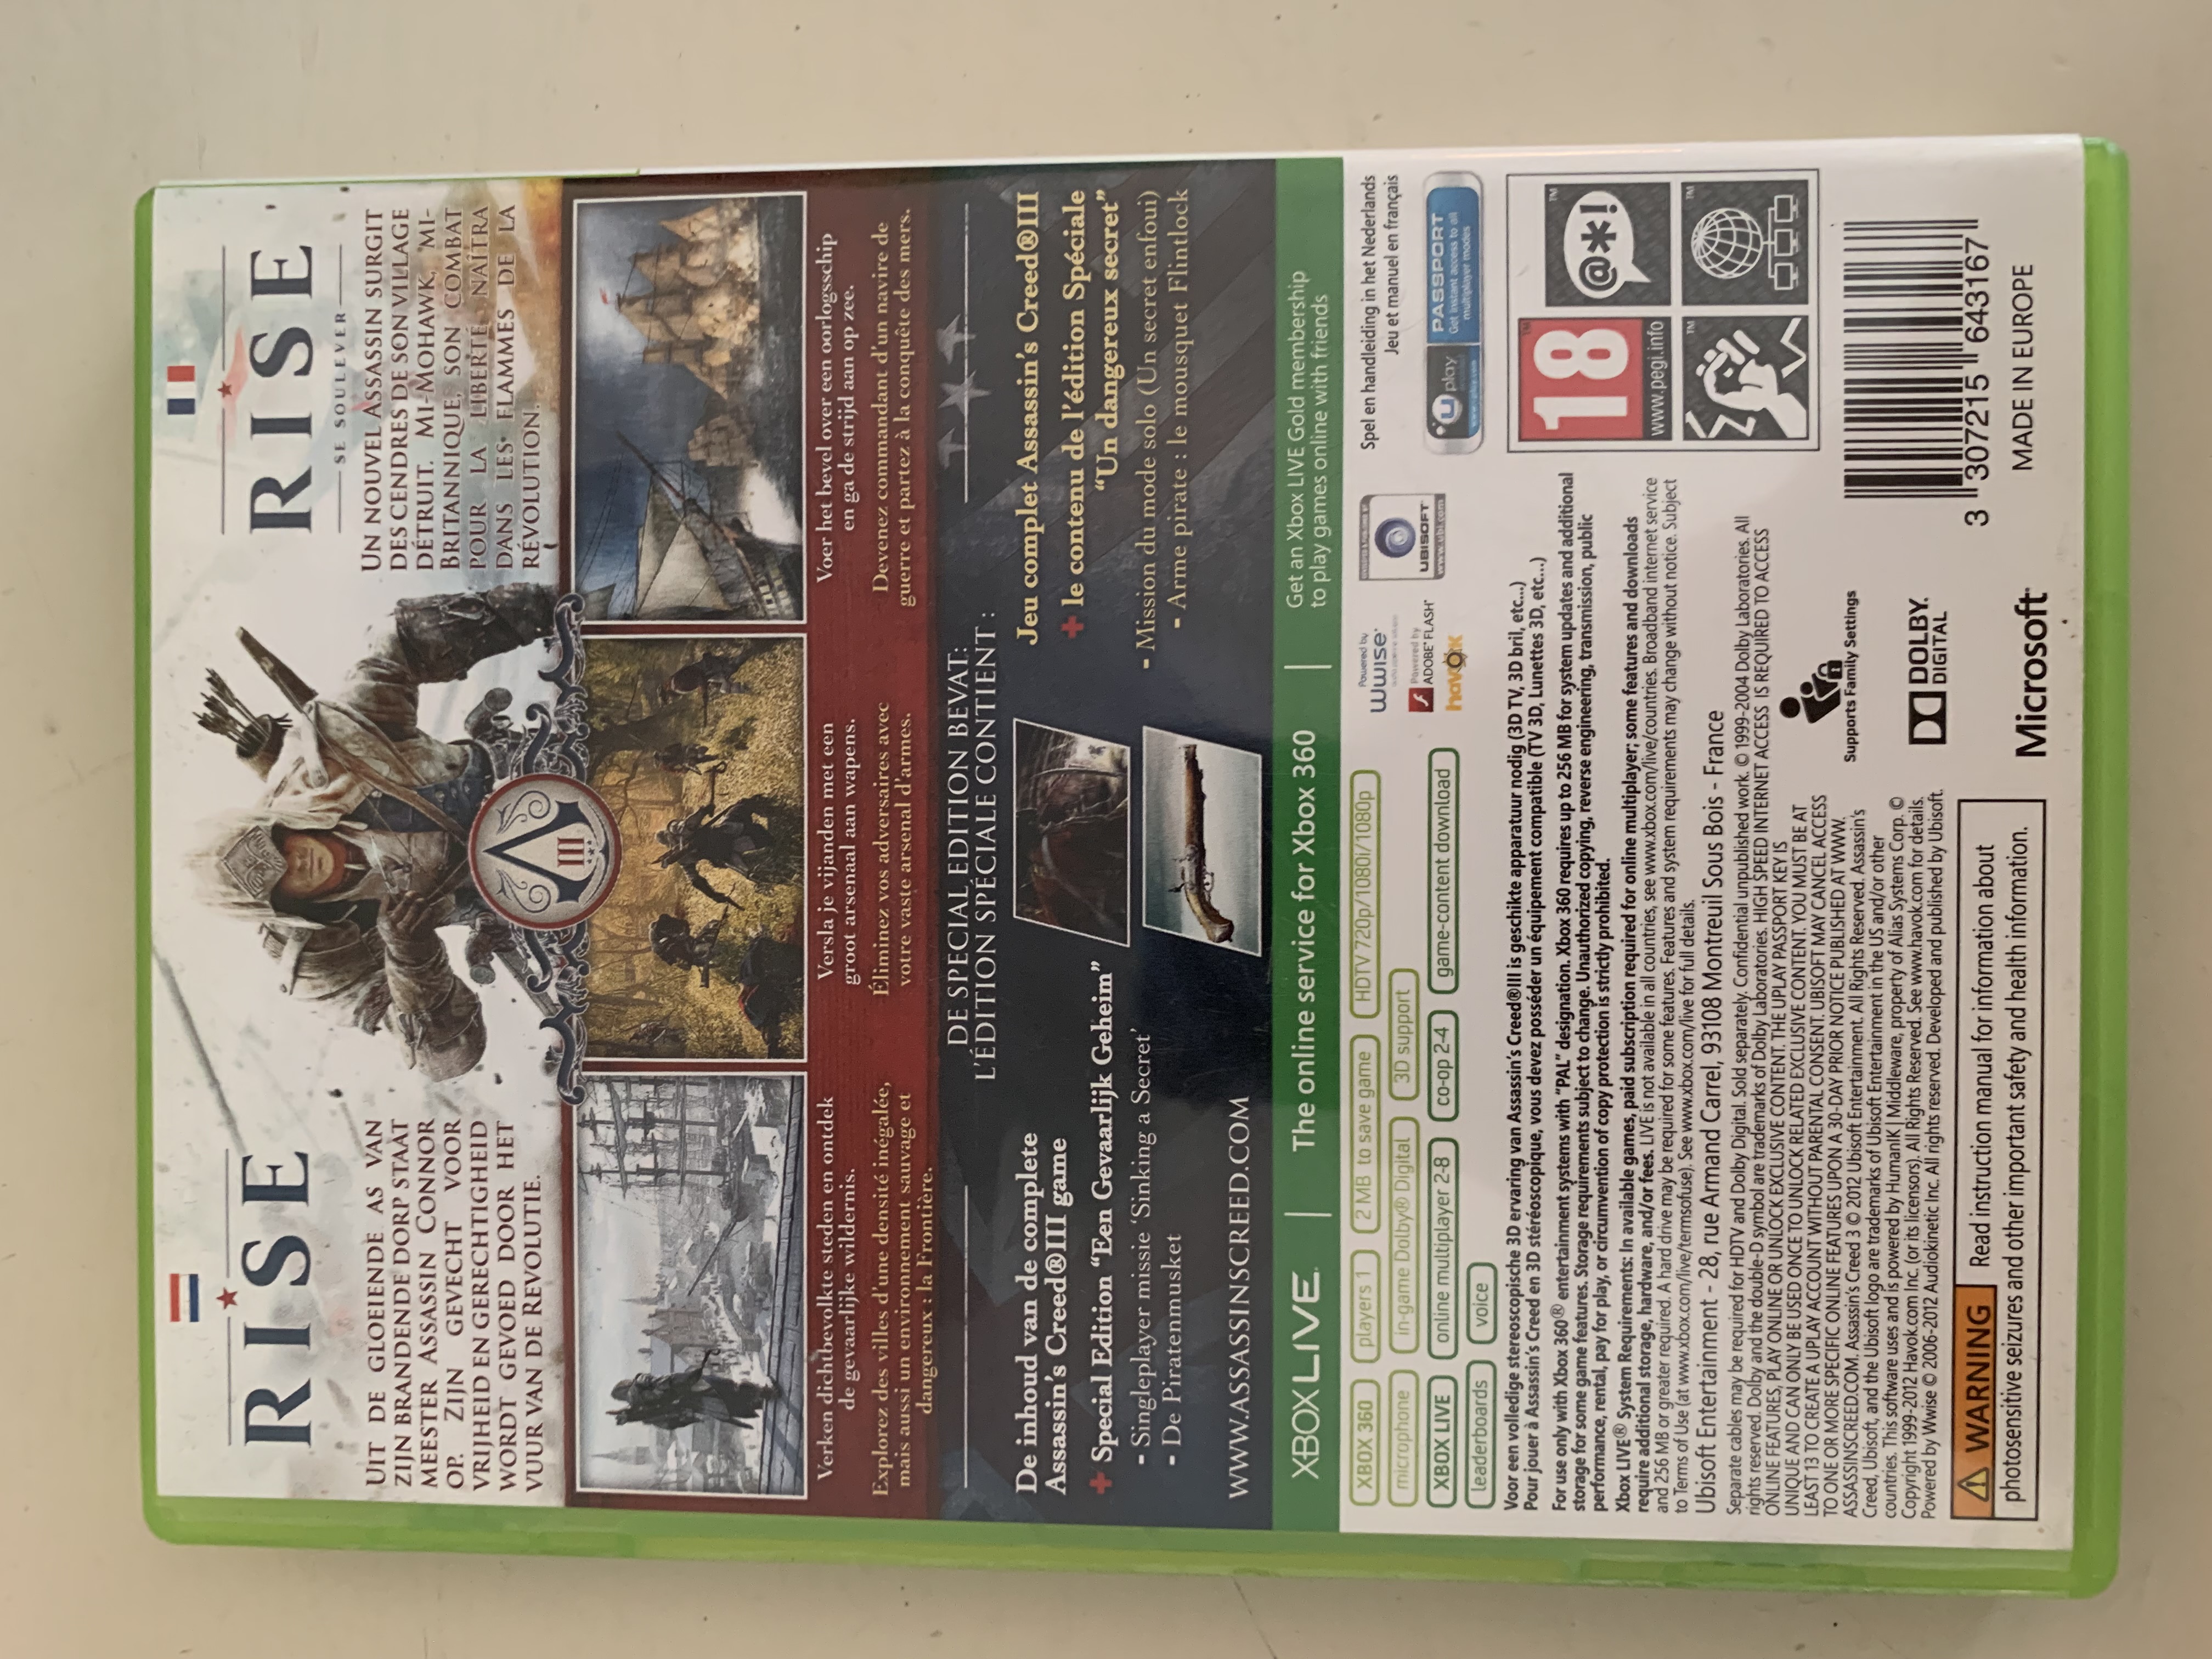 RISE
UIT DE GLOEIENDE AS VAN
ZIJN BRANDENDE DORP STAAT
MEESTER ASSASSIN CONNOR
OP. ZIJN GEVECHT VOOR
VRIJHEID EN GERECHTIGHEID
WORDT GEVOED DOOR HET
VUUR VAN DE REVOLUTIE.
RISE
SE SOULEVER
UN NOUVEL ASSASSIN SURGIT
DES CENDRES DE SON VILLAGE
DÉTRUIT. MI-MOHAWK, MI-
BRITANNIQUE, SON COMBAT
POUR LA LIBERTÉ NAÎTRA
DANS LES FLAMMES DE LA
RÉVOLUTION.
III
Verken dichtbevolkte steden en ontdek
de gevaarlijke wildernis.
Explorez des villes d'une densité inégalée,
mais aussi un environnement sauvage et
dangereux : la Frontière.
Versla je vijanden met een
groot arsenaal aan wapens.
Éliminez vos adversaires avec
votre vaste arsenal d'armes.
Voer het bevel over een oorlogsschip
en ga de strijd aan op zee.
Devenez commandant d'un navire de
guerre et partez à la conquête des mers.
DE SPECIAL EDITION BEVAT:
L'ÉDITION SPÉCIALE CONTIENT :
De inhoud van de complete
Assassin's Creed®III game
+ Special Edition “Een Gevaarlijk Geheim”
- Singleplayer missie ‘Sinking a Secret’
- De Piratenmusket
WWW.ASSASSINSCREED.COM
Jeu complet Assassin's Creed®III
+ le contenu de l'édition Spéciale
“Un dangereux secret”
- Mission du mode solo (Un secret enfoui)
- Arme pirate : le mousquet Flintlock
XBOX LIVE
The online service for Xbox 360
Get an Xbox LIVE Gold membership
to play games online with friends
XBOX 360 players 1 2 MB to save game HDTV 720p/1080i/1080p
microphone in-game Dolby® Digital 3D support
XBOX LIVE online multiplayer 2-8 co-op 2-4 game-content download
leaderboards voice
Powered by
Wwise
Powered by
ADOBE® FLASH®
havok
UBISOFT
www.ubi.com
Spel en handleiding in het Nederlands
Jeu et manuel en français
Uplay
PASSPORT
Get instant access to all
multiplayer modes
Voor een volledige stereoscopische 3D ervaring van Assassin's Creed®III is geschikte apparatuur nodig (3D TV, 3D bril, etc...)
Pour jouer à Assassin's Creed en 3D stéréoscopique, vous devez posséder un équipement compatible (TV 3D, Lunettes 3D, etc...)
For use only with Xbox 360® entertainment systems with “PAL” designation. Xbox 360 requires up to 256 MB for system updates and additional
storage for some game features. Storage requirements subject to change. Unauthorized copying, reverse engineering, transmission, public
performance, rental, pay for play, or circumvention of copy protection is strictly prohibited.
Xbox LIVE® System Requirements: In available games, paid subscription required for online multiplayer; some features and downloads
require additional storage, hardware, and/or fees. LIVE is not available in all countries, see www.xbox.com/live/countries. Broadband internet service
and 256 MB or greater required. A hard drive may be required for some features. Features and system requirements may change without notice. Subject
to Terms of Use (at www.xbox.com/live/termsofuse). See www.xbox.com/live for full details.
Ubisoft Entertainment - 28, rue Armand Carrel, 93108 Montreuil Sous Bois - France
Separate cables may be required for HDTV and Dolby Digital. Sold separately. Confidential unpublished work. © 1999-2004 Dolby Laboratories. All
rights reserved. Dolby and the double-D symbol are trademarks of Dolby Laboratories. HIGH SPEED INTERNET ACCESS IS REQUIRED TO ACCESS
ONLINE FEATURES, PLAY ONLINE OR UNLOCK EXCLUSIVE CONTENT. THE UPLAY PASSPORT KEY IS
UNIQUE AND CAN ONLY BE USED ONCE TO UNLOCK RELATED EXCLUSIVE CONTENT. YOU MUST BE AT
LEAST 13 TO CREATE A UPLAY ACCOUNT WITHOUT PARENTAL CONSENT. UBISOFT MAY CANCEL ACCESS
TO ONE OR MORE SPECIFIC ONLINE FEATURES UPON A 30-DAY PRIOR NOTICE PUBLISHED AT WWW.
ASSASSINSCREED.COM. Assassin's Creed 3 © 2012 Ubisoft Entertainment. All Rights Reserved. Assassin's
Creed, Ubisoft, and the Ubisoft logo are trademarks of Ubisoft Entertainment in the US and/or other
countries. This software uses and is powered by HumanIK | Middleware, property of Alias Systems Corp. ©
Copyright 1999-2012 Havok.com Inc. (or its licensors). All Rights Reserved. See www.havok.com for details.
Powered by Wwise © 2006-2012 Audiokinetic Inc. All rights reserved. Developed and published by Ubisoft.
18
www.pegi.info
@*!
Supports Family Settings
DOLBY
DIGITAL
WARNING Read instruction manual for information about
photosensitive seizures and other important safety and health information.
Microsoft
3 307215 643167
MADE IN EUROPE